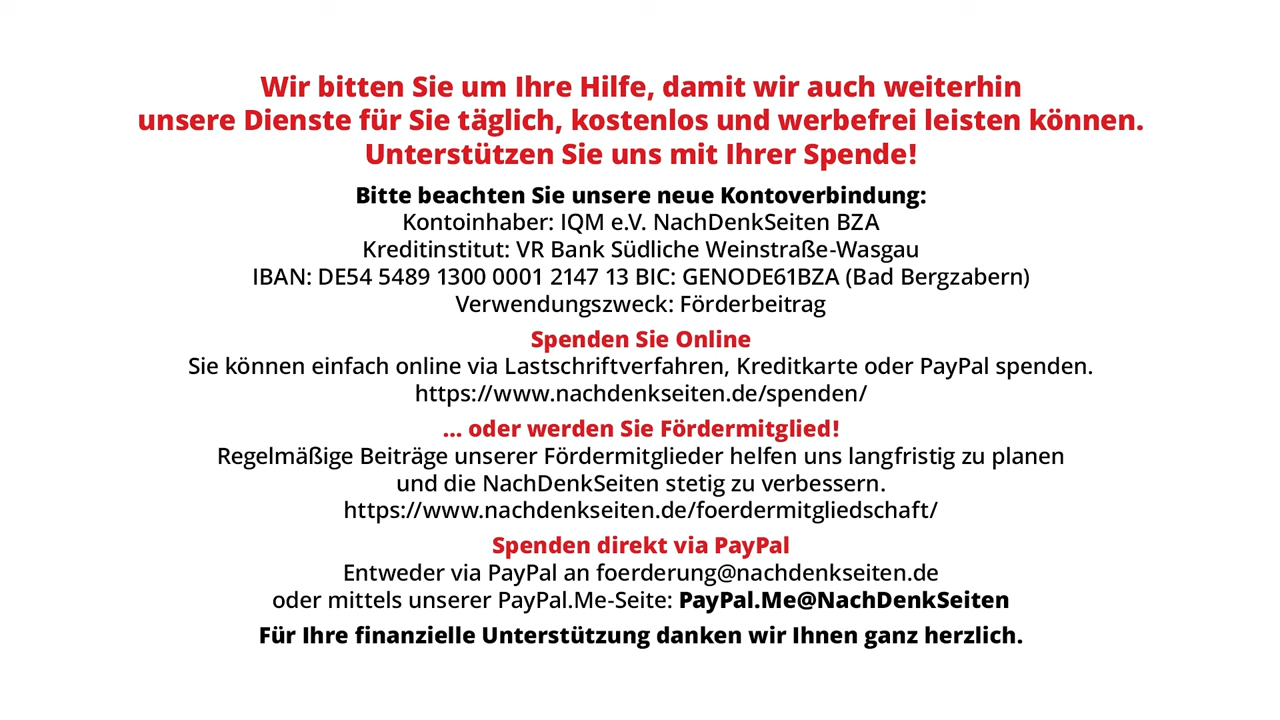 Wir bitten Sie um Ihre Hilfe, damit wir auch weiterhin
unsere Dienste für Sie täglich, kostenlos und werbefrei leisten können.
Unterstützen Sie uns mit Ihrer Spende!
Bitte beachten Sie unsere neue Kontoverbindung:
Kontoinhaber: IQM e.V. NachDenkSeiten BZA
Kreditinstitut: VR Bank Südliche Weinstraße-Wasgau
IBAN: DE54 5489 1300 0001 2147 13 BIC: GENODE61BZA (Bad Bergzabern)
Verwendungszweck: Förderbeitrag
Spenden Sie Online
Sie können einfach online via Lastschriftverfahren, Kreditkarte oder PayPal spenden.
https://www.nachdenkseiten.de/spenden/
... oder werden Sie Fördermitglied!
Regelmäßige Beiträge unserer Fördermitglieder helfen uns langfristig zu planen
und die NachDenkSeiten stetig zu verbessern.
https://www.nachdenkseiten.de/foerdermitgliedschaft/
Spenden direkt via PayPal
Entweder via PayPal an foerderung@nachdenkseiten.de
oder mittels unserer PayPal.Me-Seite: PayPal.Me@NachDenkSeiten
Für Ihre finanzielle Unterstützung danken wir Ihnen ganz herzlich.